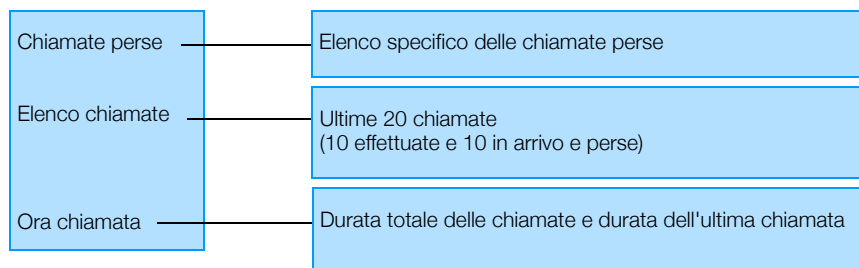 Chiamate perse
Elenco specifico delle chiamate perse
Elenco chiamate
Ultime 20 chiamate
(10 effettuate e 10 in arrivo e perse)
Ora chiamata
Durata totale delle chiamate e durata dell'ultima chiamata